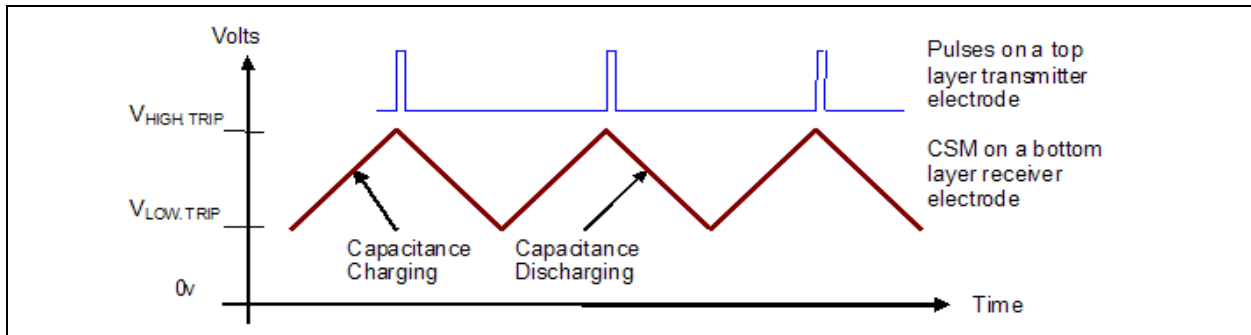 Volts
Pulses on a top
layer transmitter
electrode
VHIGH.TRIP
CSM on a bottom
layer receiver
electrode
VLOW.TRIP
Capacitance
Charging
Capacitance
Discharging
0v
Time